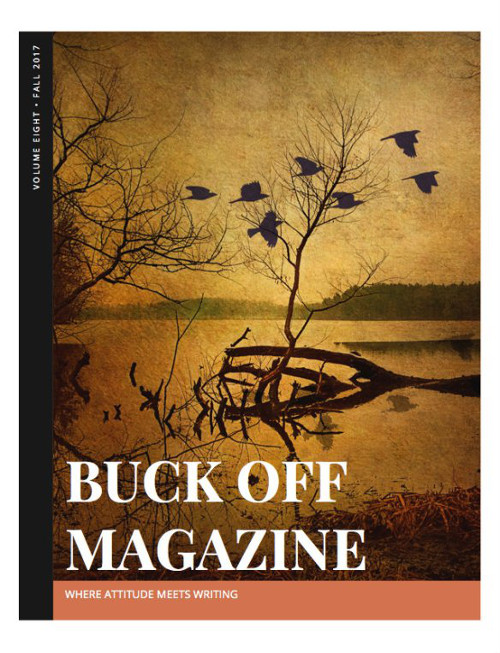 VOLUME EIGHT • FALL 2017
BUCK OFF
MAGAZINE
WHERE ATTITUDE MEETS WRITING